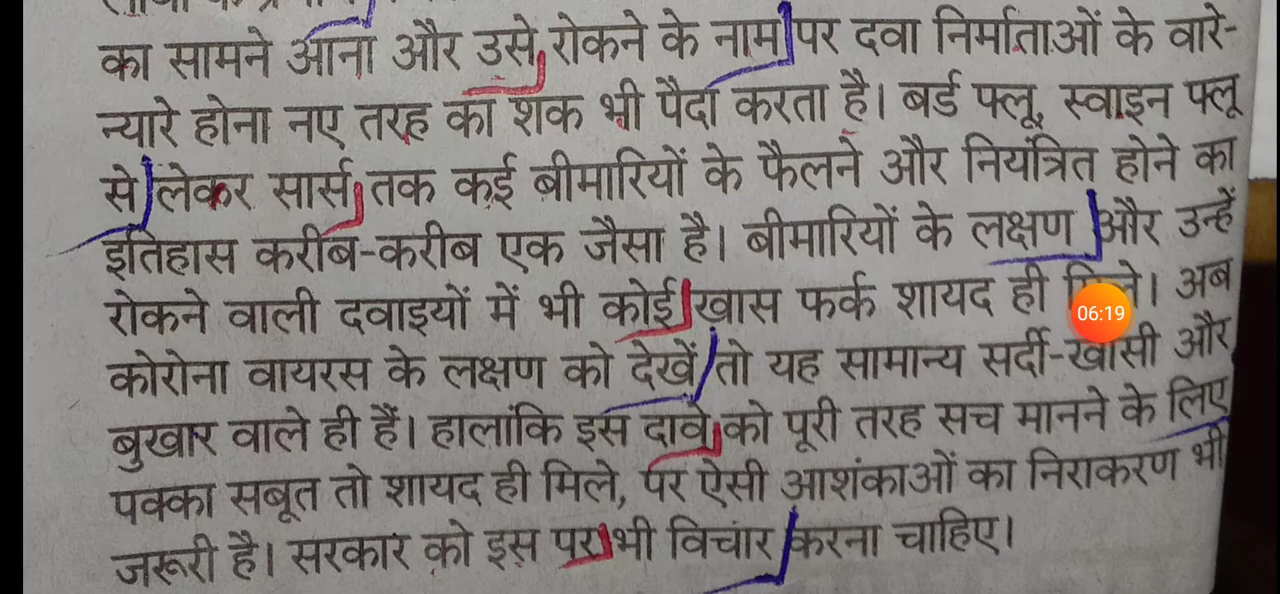 का सामने आना और उसे रोकने के नाम पर दवा निर्माताओं के वारे-
न्यारे होना नए तरह का शक भी पैदा करता है। बर्ड फ्लू, स्वाइन फ्लू
से लेकर सार्स तक कई बीमारियों के फैलने और नियंत्रित होने का
इतिहास करीब-करीब एक जैसा है। बीमारियों के लक्षण और उन्हें
रोकने वाली दवाइयों में भी कोई खास फर्क शायद ही । अब
06:19
कोरोना वायरस के लक्षण को देखें तो यह सामान्य सर्दी-खांसी और
बुखार वाले ही हैं। हालांकि इस दावे को पूरी तरह सच मानने के लिए
पक्का सबूत तो शायद ही मिले, पर ऐसी आशंकाओं का निराकरण भी
जरूरी है। सरकार को इस पर भी विचार करना चाहिए।